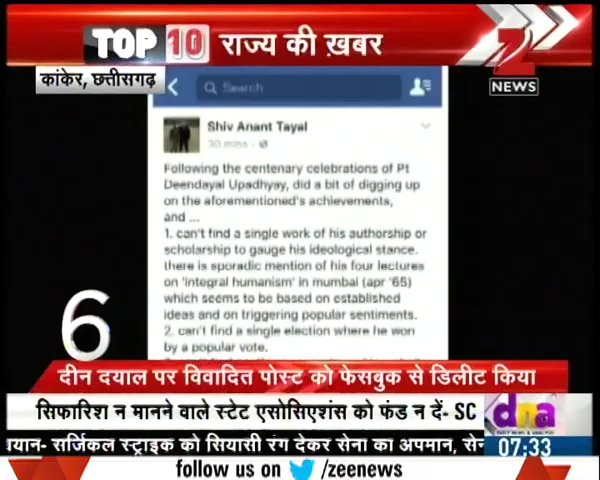 TOP 10 राज्य की ख़बर
कांकेर, छत्तीसगढ़
NEWS
Search
Shiv Anant Tayal
30 mins
Following the centenary celebrations of Pt
Deendayal Upadhyay, did a bit of digging up
on the aforementioned's achievements,
and ...
1. can't find a single work of his authorship or
scholarship to gauge his ideological stance.
there is sporadic mention of his four lectures
on 'integral humanism' in mumbai (apr '65)
which seems to be based on established
ideas and on triggering popular sentiments.
2. can't find a single election where he won
by a popular vote.
6
दीन दयाल पर विवादित पोस्ट को फेसबुक से डिलीट किया
सिफारिश न मानने वाले स्टेट एसोसिएशंस को फंड न दें- SC
dna
- सर्जिकल स्ट्राइक को सियासी रंग देकर सेना का अपमान,
07:33
follow us on /zeenews